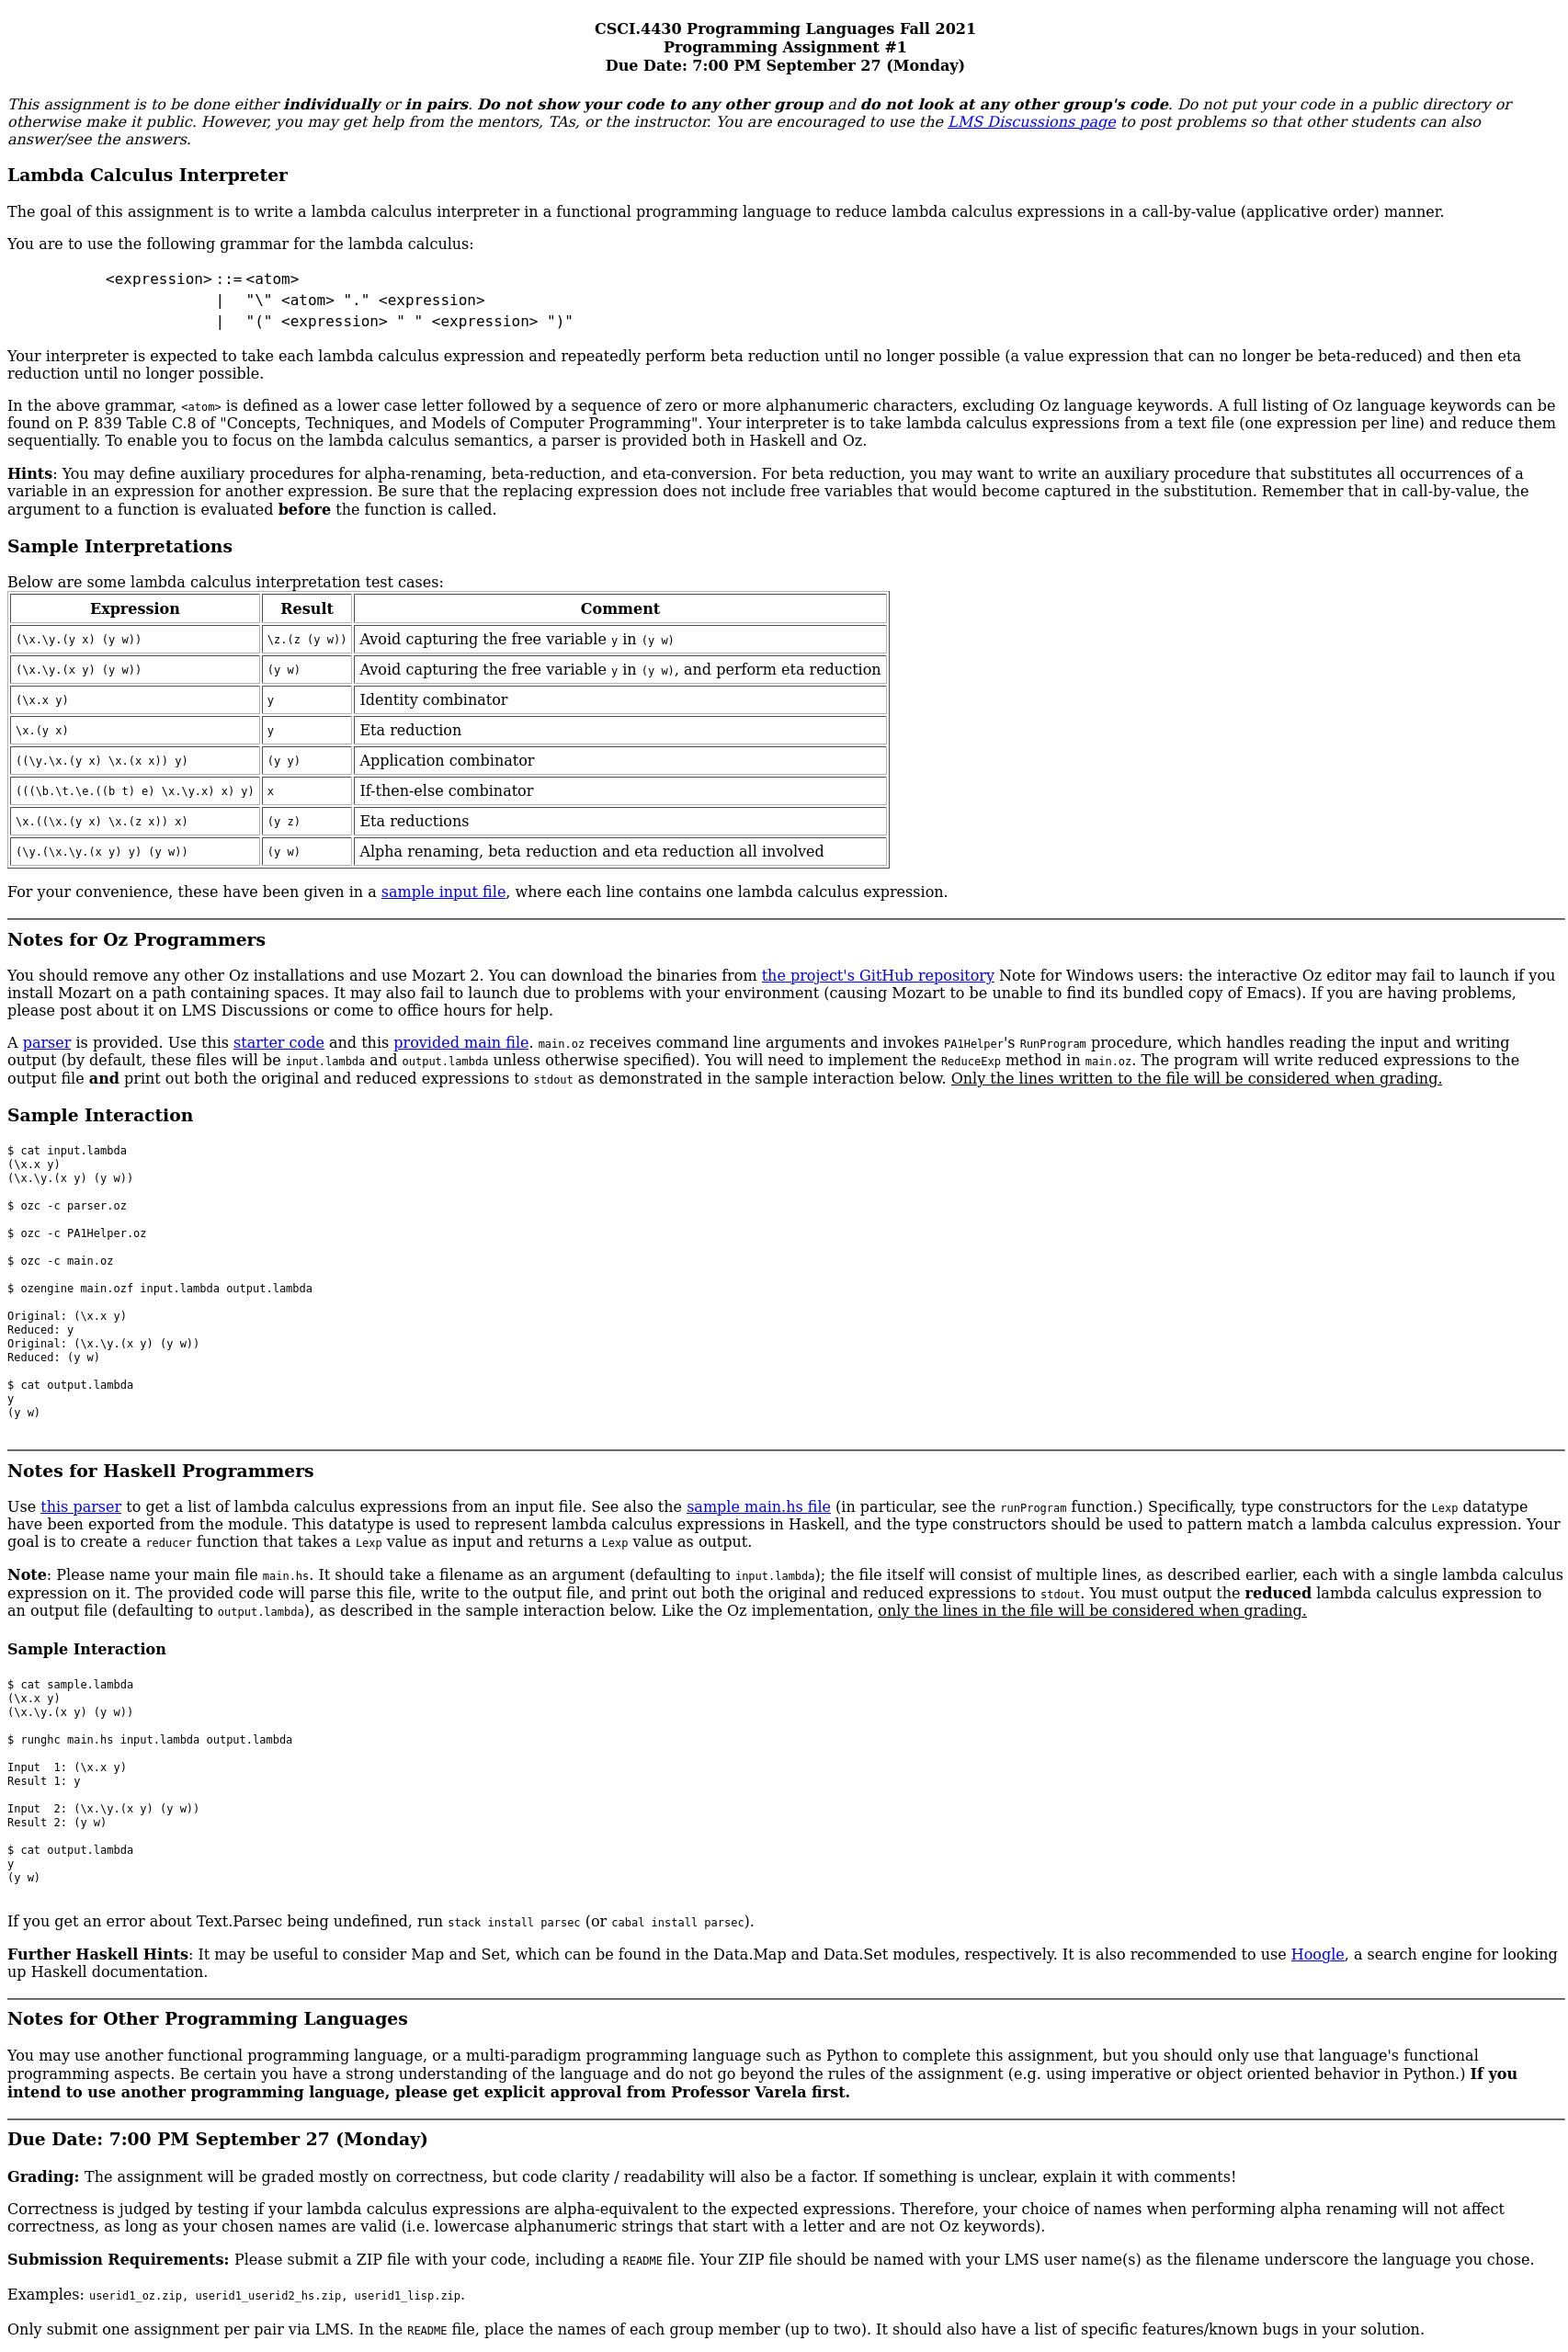 CSCI.4430 Programming Languages Fall 2021
Programming Assignment #1
Due Date: 7:00 PM September 27 (Monday)
This assignment is to be done either individually or in pairs. Do not show your code to any other group and do not look at any other group's code. Do not put your code in a public directory or
otherwise make it public. However, you may get help from the mentors, TAs, or the instructor. You are encouraged to use the LMS Discussions page to post problems so that other students can also
answer/see the answers.
Lambda Calculus Interpreter
The goal of this assignment is to write a lambda calculus interpreter in a functional programming language to reduce lambda calculus expressions in a call-by-value (applicative order) manner.
You are to use the following grammar for the lambda calculus:
<expression> ::= <atom>
| "\" <atom> "." <expression>
| "(" <expression> " " <expression> ")"
Your interpreter is expected to take each lambda calculus expression and repeatedly perform beta reduction until no longer possible (a value expression that can no longer be beta-reduced) and then eta
reduction until no longer possible.
In the above grammar, <atom> is defined as a lower case letter followed by a sequence of zero or more alphanumeric characters, excluding Oz language keywords. A full listing of Oz language keywords can be
found on P. 839 Table C.8 of "Concepts, Techniques, and Models of Computer Programming". Your interpreter is to take lambda calculus expressions from a text file (one expression per line) and reduce them
sequentially. To enable you to focus on the lambda calculus semantics, a parser is provided both in Haskell and Oz.
Hints: You may define auxiliary procedures for alpha-renaming, beta-reduction, and eta-conversion. For beta reduction, you may want to write an auxiliary procedure that substitutes all occurrences of a
variable in an expression for another expression. Be sure that the replacing expression does not include free variables that would become captured in the substitution. Remember that in call-by-value, the
argument to a function is evaluated before the function is called.
Sample Interpretations
Below are some lambda calculus interpretation test cases:
Expression Result Comment
(\x.\y.(y x) (y w)) \z.(z (y w)) Avoid capturing the free variable y in (y w)
(\x.\y.(x y) (y w)) (y w) Avoid capturing the free variable y in (y w), and perform eta reduction
(\x.x y) y Identity combinator
\x.(y x) y Eta reduction
((\y.\x.(y x) \x.(x x)) y) (y y) Application combinator
(((\b.\t.\e.((b t) e) \x.\y.x) x) y) x If-then-else combinator
\x.((\x.(y x) \x.(z x)) x) (y z) Eta reductions
(\y.(\x.\y.(x y) y) (y w)) (y w) Alpha renaming, beta reduction and eta reduction all involved
For your convenience, these have been given in a sample input file, where each line contains one lambda calculus expression.
Notes for Oz Programmers
You should remove any other Oz installations and use Mozart 2. You can download the binaries from the project's GitHub repository Note for Windows users: the interactive Oz editor may fail to launch if you
install Mozart on a path containing spaces. It may also fail to launch due to problems with your environment (causing Mozart to be unable to find its bundled copy of Emacs). If you are having problems,
please post about it on LMS Discussions or come to office hours for help.
A parser is provided. Use this starter code and this provided main file. main.oz receives command line arguments and invokes PA1Helper's RunProgram procedure, which handles reading the input and writing
output (by default, these files will be input.lambda and output.lambda unless otherwise specified). You will need to implement the ReduceExp method in main.oz. The program will write reduced expressions to the
output file and print out both the original and reduced expressions to stdout as demonstrated in the sample interaction below. Only the lines written to the file will be considered when grading.
Sample Interaction
$ cat input.lambda
(\x.x y)
(\x.\y.(x y) (y w))
$ ozc -c parser.oz
$ ozc -c PA1Helper.oz
$ ozc -c main.oz
$ ozengine main.ozf input.lambda output.lambda
Original: (\x.x y)
Reduced: y
Original: (\x.\y.(x y) (y w))
Reduced: (y w)
$ cat output.lambda
y
(y w)
Notes for Haskell Programmers
Use this parser to get a list of lambda calculus expressions from an input file. See also the sample main.hs file (in particular, see the runProgram function.) Specifically, type constructors for the Lexp datatype
have been exported from the module. This datatype is used to represent lambda calculus expressions in Haskell, and the type constructors should be used to pattern match a lambda calculus expression. Your
goal is to create a reducer function that takes a Lexp value as input and returns a Lexp value as output.
Note: Please name your main file main.hs. It should take a filename as an argument (defaulting to input.lambda); the file itself will consist of multiple lines, as described earlier, each with a single lambda calculus
expression on it. The provided code will parse this file, write to the output file, and print out both the original and reduced expressions to stdout. You must output the reduced lambda calculus expression to
an output file (defaulting to output.lambda), as described in the sample interaction below. Like the Oz implementation, only the lines in the file will be considered when grading.
Sample Interaction
$ cat sample.lambda
(\x.x y)
(\x.\y.(x y) (y w))
$ runghc main.hs input.lambda output.lambda
Input  1: (\x.x y)
Result 1: y
Input  2: (\x.\y.(x y) (y w))
Result 2: (y w)
$ cat output.lambda
y
(y w)
If you get an error about Text.Parsec being undefined, run stack install parsec (or cabal install parsec).
Further Haskell Hints: It may be useful to consider Map and Set, which can be found in the Data.Map and Data.Set modules, respectively. It is also recommended to use Hoogle, a search engine for looking
up Haskell documentation.
Notes for Other Programming Languages
You may use another functional programming language, or a multi-paradigm programming language such as Python to complete this assignment, but you should only use that language's functional
programming aspects. Be certain you have a strong understanding of the language and do not go beyond the rules of the assignment (e.g. using imperative or object oriented behavior in Python.) If you
intend to use another programming language, please get explicit approval from Professor Varela first.
Due Date: 7:00 PM September 27 (Monday)
Grading: The assignment will be graded mostly on correctness, but code clarity / readability will also be a factor. If something is unclear, explain it with comments!
Correctness is judged by testing if your lambda calculus expressions are alpha-equivalent to the expected expressions. Therefore, your choice of names when performing alpha renaming will not affect
correctness, as long as your chosen names are valid (i.e. lowercase alphanumeric strings that start with a letter and are not Oz keywords).
Submission Requirements: Please submit a ZIP file with your code, including a README file. Your ZIP file should be named with your LMS user name(s) as the filename underscore the language you chose.
Examples: userid1_oz.zip, userid1_userid2_hs.zip, userid1_lisp.zip.
Only submit one assignment per pair via LMS. In the README file, place the names of each group member (up to two). It should also have a list of specific features/known bugs in your solution.